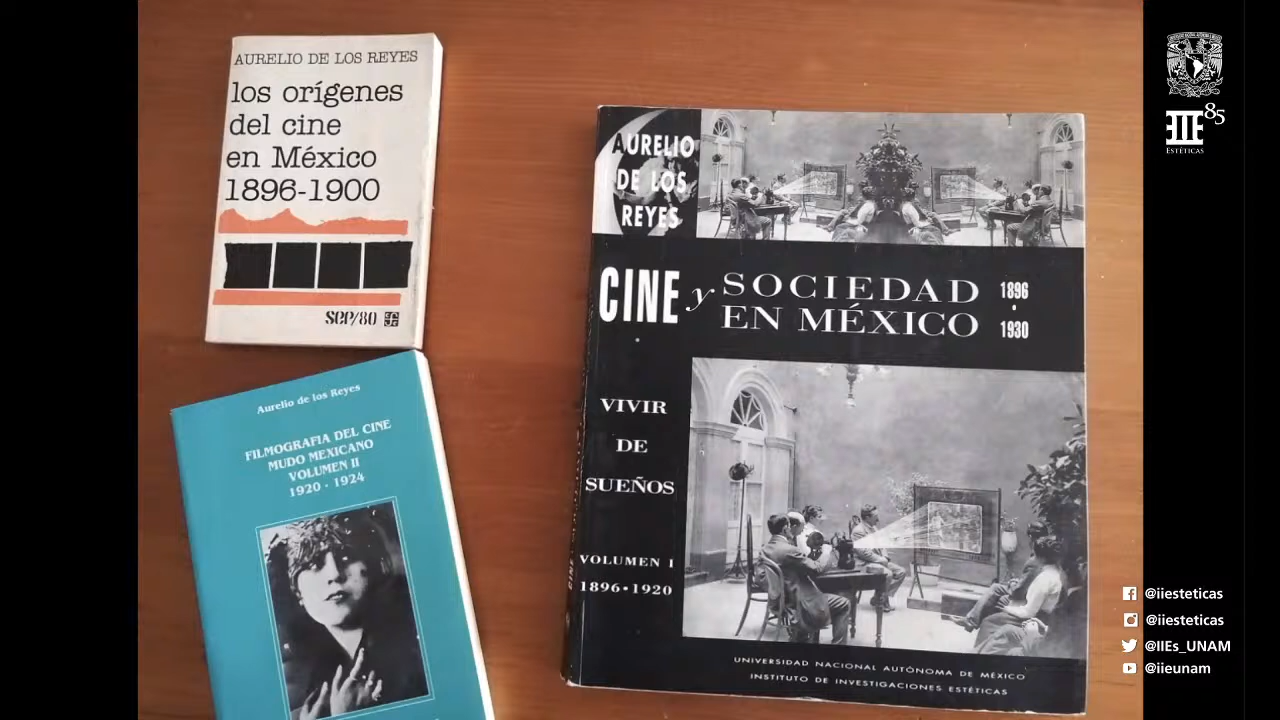 AURELIO DE LOS REYES
los orígenes
del cine
en México
1896-1900
sep/80
Aurelio de los Reyes
FILMOGRAFIA DEL CINE
MUDO MEXICANO
VOLUMEN II
1920 · 1924
AURELIO
DE LOS
REYES
CINE y SOCIEDAD
EN MÉXICO
1896
·
1930
VIVIR
DE
SUEÑOS
VOLUMEN I
1896·1920
UNIVERSIDAD NACIONAL AUTÓNOMA DE MÉXICO
INSTITUTO DE INVESTIGACIONES ESTÉTICAS
85
ESTÉTICAS
@iiesteticas
@iiesteticas
@IIEs_UNAM
@iieunam